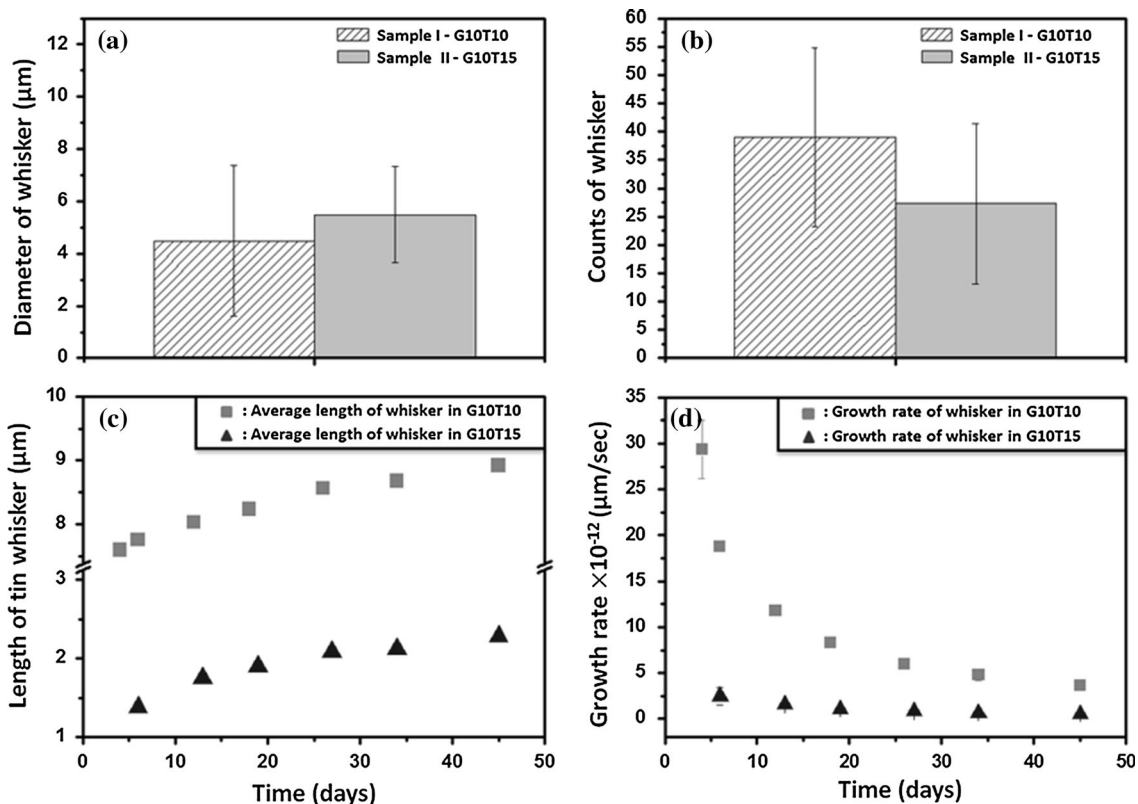 (a)
Sample I - G10T10
Sample II - G10T15
Diameter of whisker (μm)
12
10
8
6
4
2
0
(b)
Sample I - G10T10
Sample II - G10T15
Counts of whisker
60
55
50
45
40
35
30
25
20
15
10
5
0
(c)
: Average length of whisker in G10T10
: Average length of whisker in G10T15
Length of tin whisker (μm)
10
9
8
3
2
1
0 10 20 30 40 50
Time (days)
(d)
: Growth rate of whisker in G10T10
: Growth rate of whisker in G10T15
Growth rate ×10-12 (μm/sec)
35
30
25
20
15
10
5
0
0 10 20 30 40 50
Time (days)